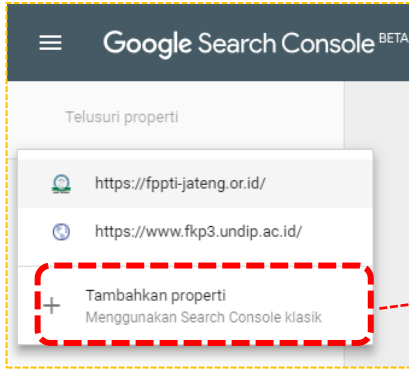 Google Search Console BETA
Telusuri properti
https://fppti-jateng.or.id/
https://www.fkp3.undip.ac.id/
Tambahkan properti
Menggunakan Search Console klasik